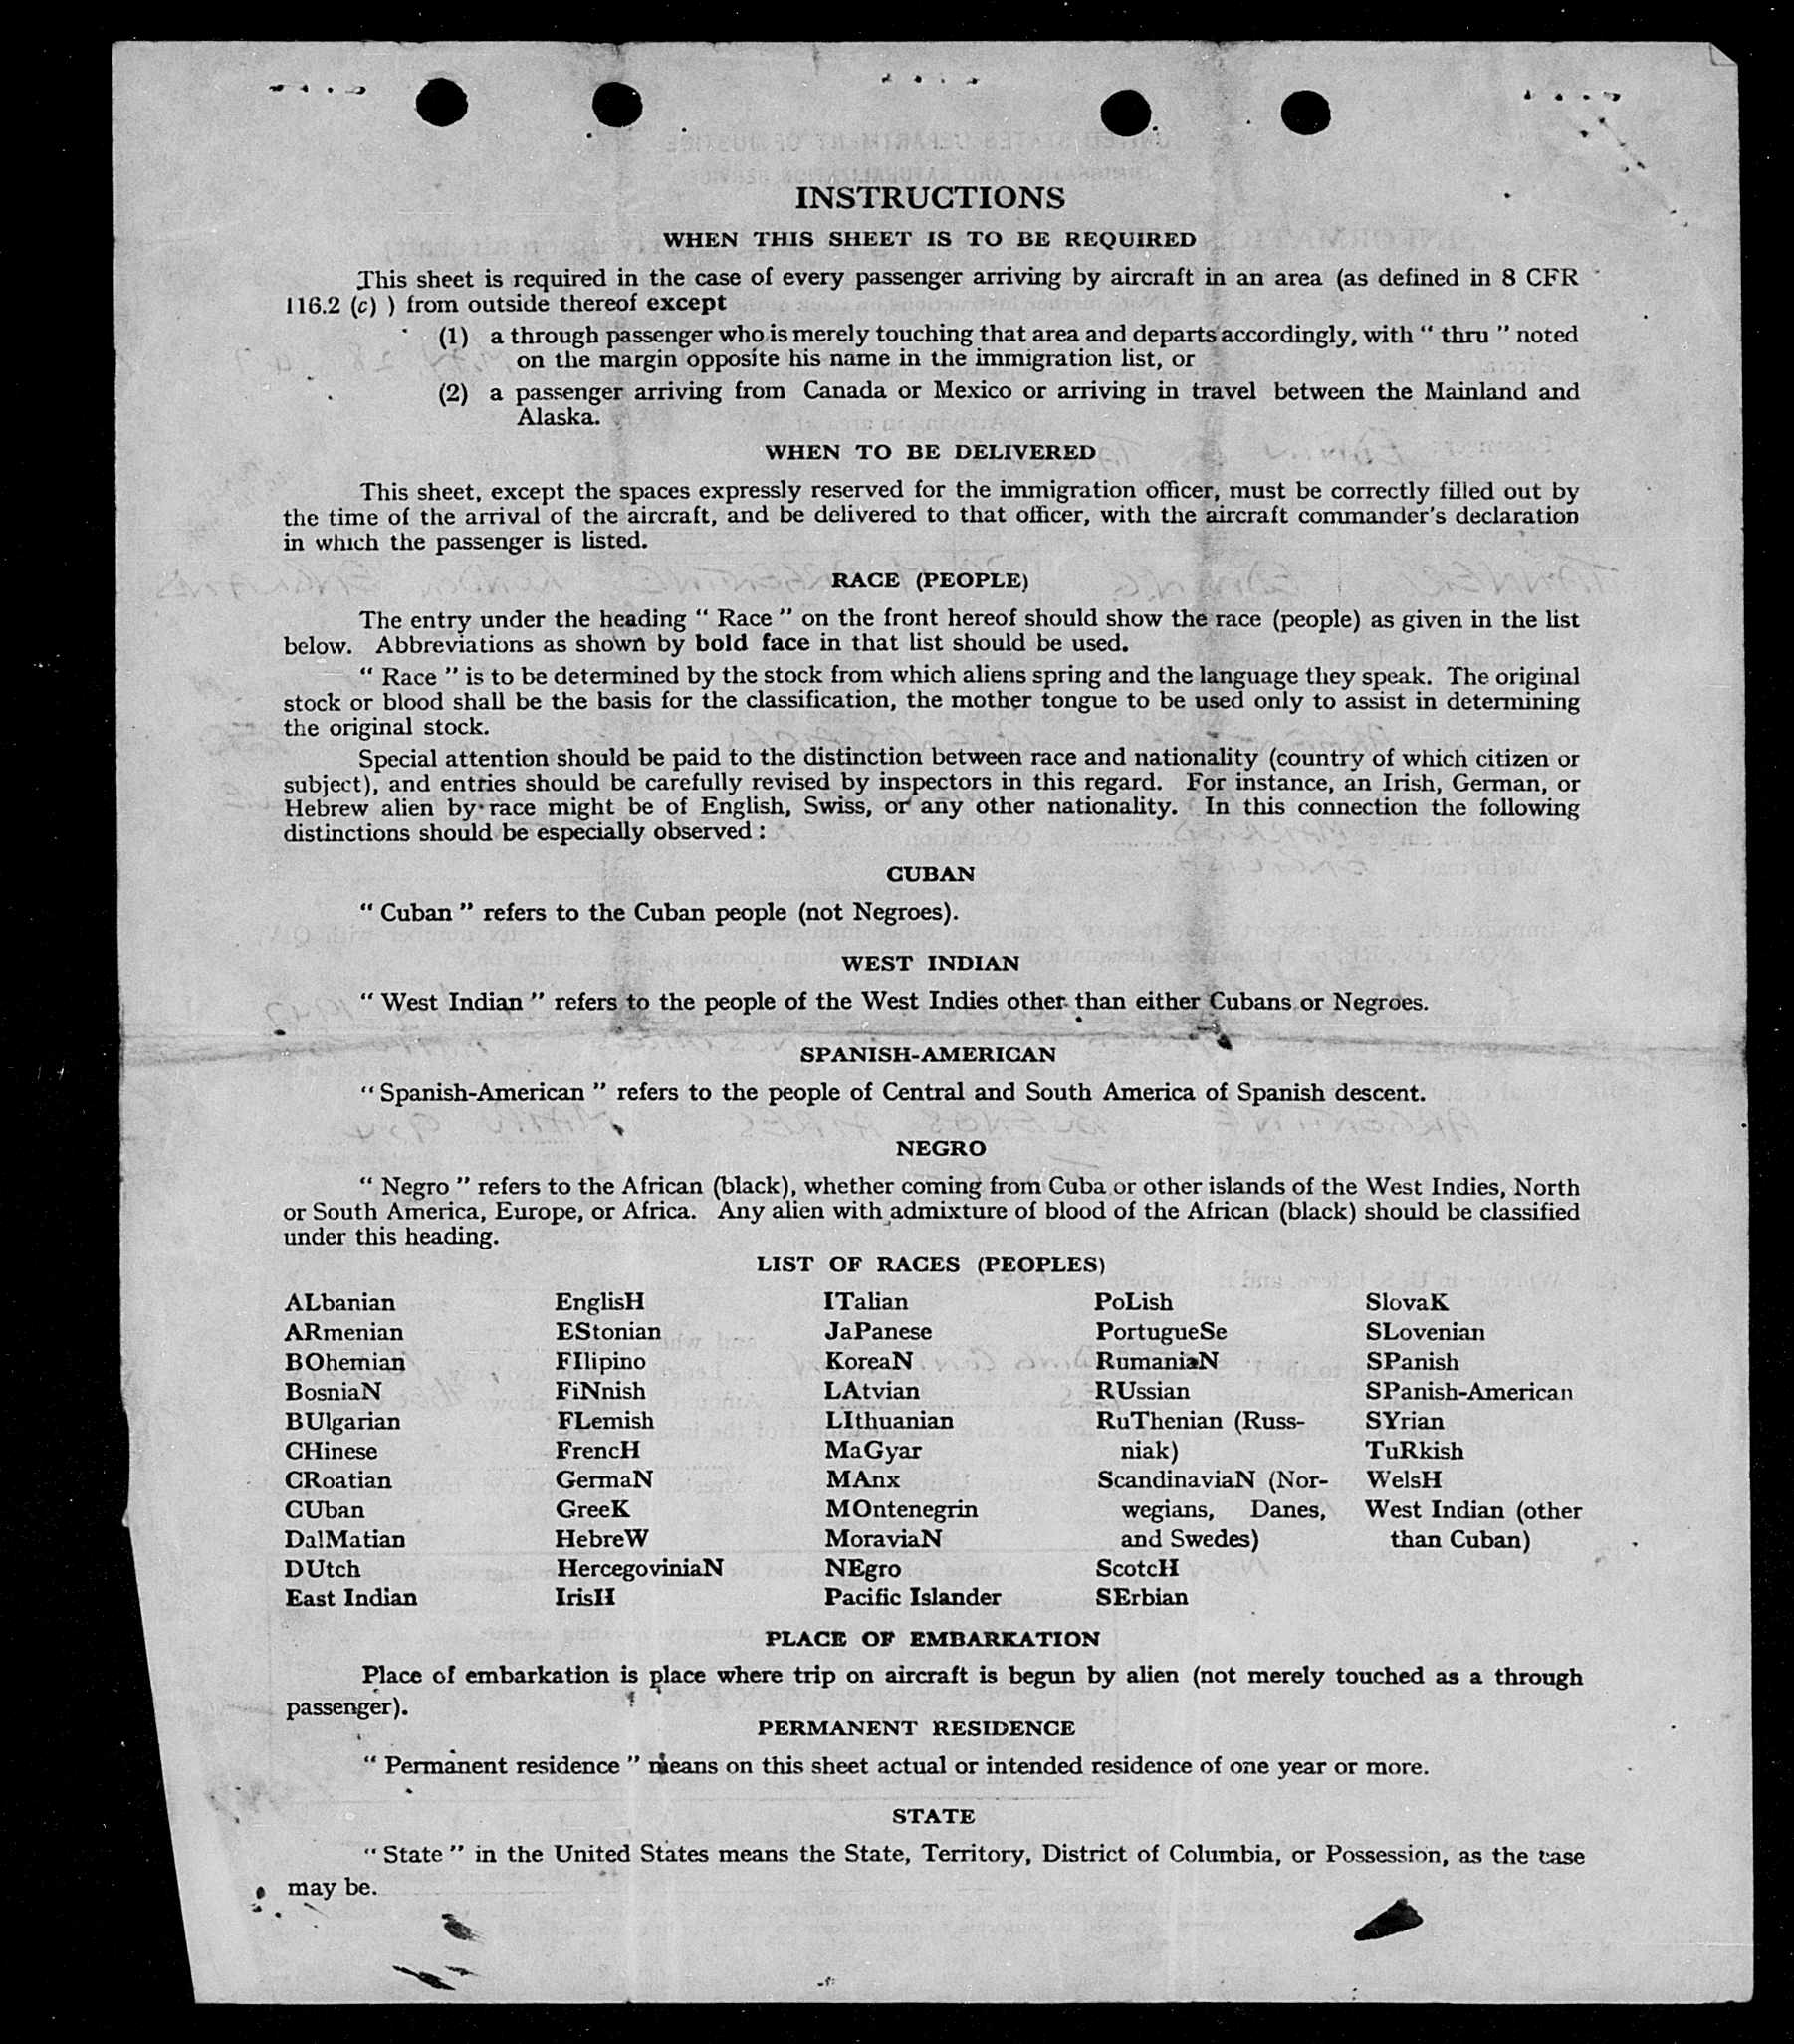 INSTRUCTIONS
WHEN THIS SHEET IS TO BE REQUIRED
This sheet is required in the case of every passenger arriving by aircraft in an area (as defined in 8 CFR
116.2 (c) ) from outside thereof except
(1) a through passenger who is merely touching that area and departs accordingly, with “ thru ” noted
on the margin opposite his name in the immigration list, or
(2) a passenger arriving from Canada or Mexico or arriving in travel between the Mainland and
Alaska.
WHEN TO BE DELIVERED
This sheet, except the spaces expressly reserved for the immigration officer, must be correctly filled out by
the time of the arrival of the aircraft, and be delivered to that officer, with the aircraft commander's declaration
in which the passenger is listed.
RACE (PEOPLE)
The entry under the heading “ Race ” on the front hereof should show the race (people) as given in the list
below. Abbreviations as shown by bold face in that list should be used.
“ Race ” is to be determined by the stock from which aliens spring and the language they speak. The original
stock or blood shall be the basis for the classification, the mother tongue to be used only to assist in determining
the original stock.
Special attention should be paid to the distinction between race and nationality (country of which citizen or
subject), and entries should be carefully revised by inspectors in this regard. For instance, an Irish, German, or
Hebrew alien by race might be of English, Swiss, or any other nationality. In this connection the following
distinctions should be especially observed :
CUBAN
“ Cuban ” refers to the Cuban people (not Negroes).
WEST INDIAN
“ West Indian ” refers to the people of the West Indies other than either Cubans or Negroes.
SPANISH-AMERICAN
“ Spanish-American ” refers to the people of Central and South America of Spanish descent.
NEGRO
“ Negro ” refers to the African (black), whether coming from Cuba or other islands of the West Indies, North
or South America, Europe, or Africa. Any alien with admixture of blood of the African (black) should be classified
under this heading.
LIST OF RACES (PEOPLES)
ALbanian
ARmenian
BOhemian
BosniaN
BUlgarian
CHinese
CRoatian
CUban
DalMatian
DUtch
East Indian
EnglisH
EStonian
FIlipino
FiNnish
FLemish
FrencH
GermaN
GreeK
HebreW
HercegoviniaN
IrisH
ITalian
JaPanese
KoreaN
LAtvian
LIthuanian
MaGyar
MAnx
MOntenegrin
MoraviaN
NEgro
Pacific Islander
PoLish
PortugueSe
RumaniaN
RUssian
RuThenian (Russ-
niak)
ScandinaviaN (Nor-
wegians, Danes,
and Swedes)
ScotcH
SErbian
SlovaK
SLovenian
SPanish
SPanish-American
SYrian
TuRkish
WelsH
West Indian (other
than Cuban)
PLACE OF EMBARKATION
Place of embarkation is place where trip on aircraft is begun by alien (not merely touched as a through
passenger).
PERMANENT RESIDENCE
“ Permanent residence ” means on this sheet actual or intended residence of one year or more.
STATE
“ State ” in the United States means the State, Territory, District of Columbia, or Possession, as the case
may be.